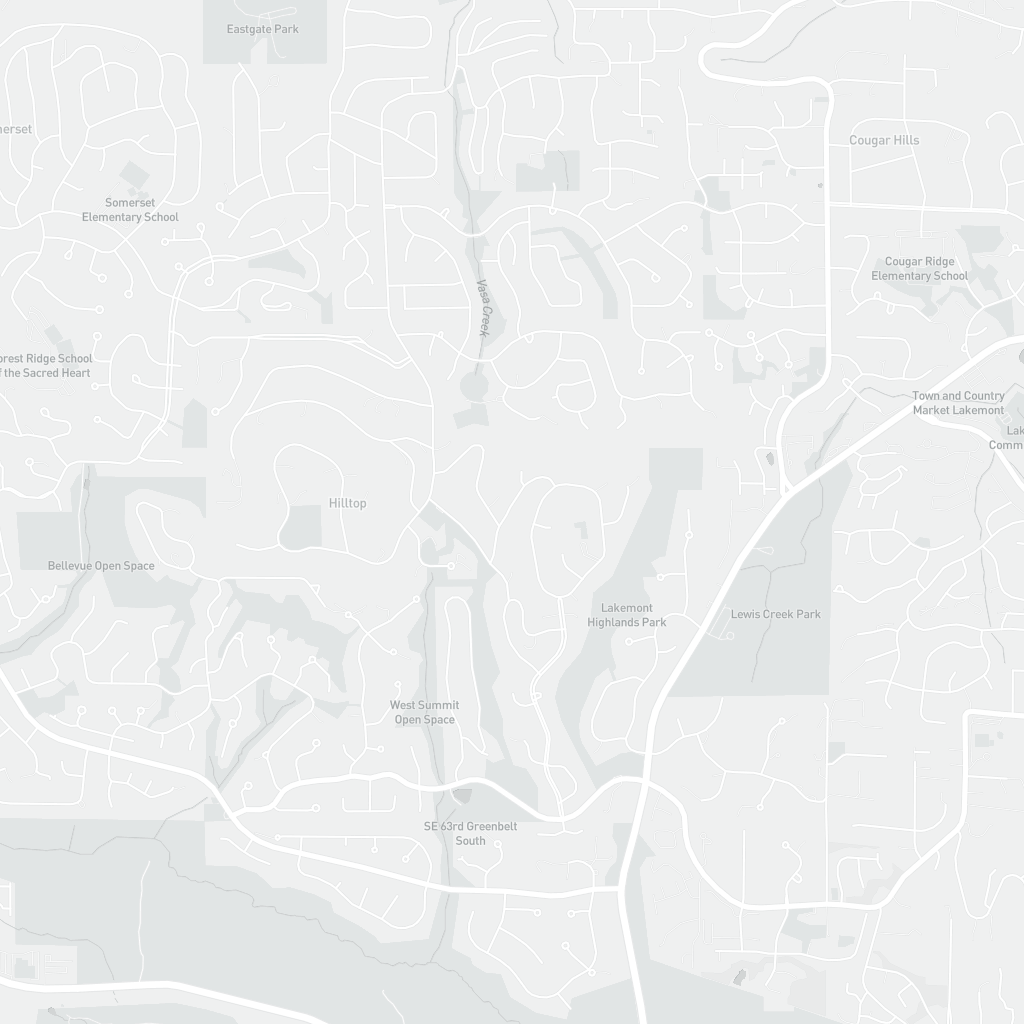 Eastgate Park
merset
Cougar Hills
Somerset
Elementary School
Cougar Ridge
Elementary School
Vasa Creek
orest Ridge School
f the Sacred Heart
Town and Country
Market Lakemont
Lak
Comm
Hilltop
Bellevue Open Space
Lakemont
Highlands Park
Lewis Creek Park
West Summit
Open Space
SE 63rd Greenbelt
South